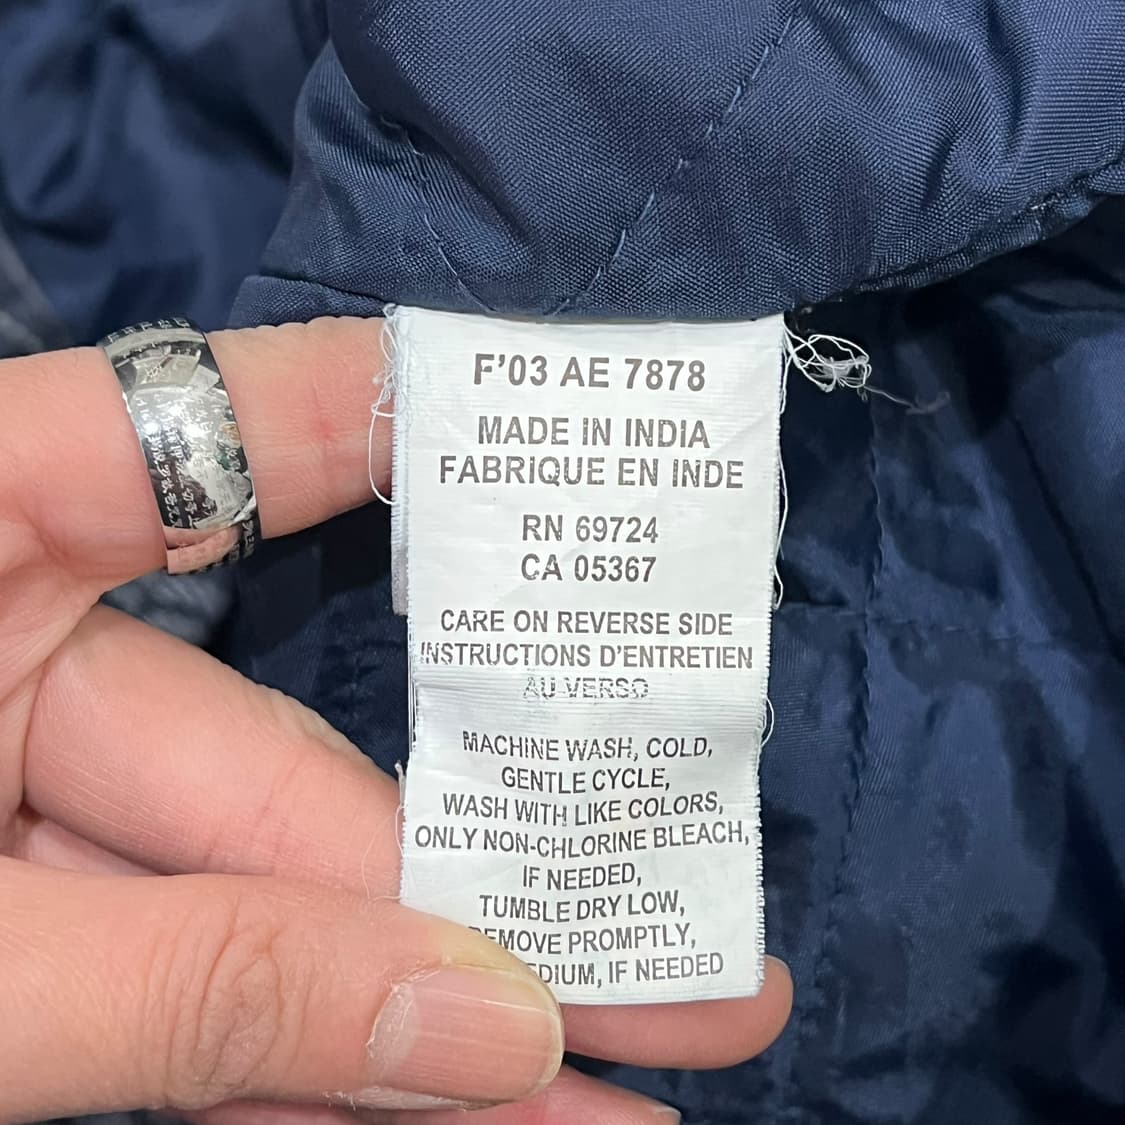 F'03 AE 7878
MADE IN INDIA
FABRIQUE EN INDE
RN 69724
CA 05367
CARE ON REVERSE SIDE
INSTRUCTIONS D'ENTRETIEN
AU VERSO
MACHINE WASH, COLD,
GENTLE CYCLE,
WASH WITH LIKE COLORS,
ONLY NON-CHLORINE BLEACH,
IF NEEDED,
TUMBLE DRY LOW,
REMOVE PROMPTLY,
IF NEEDED